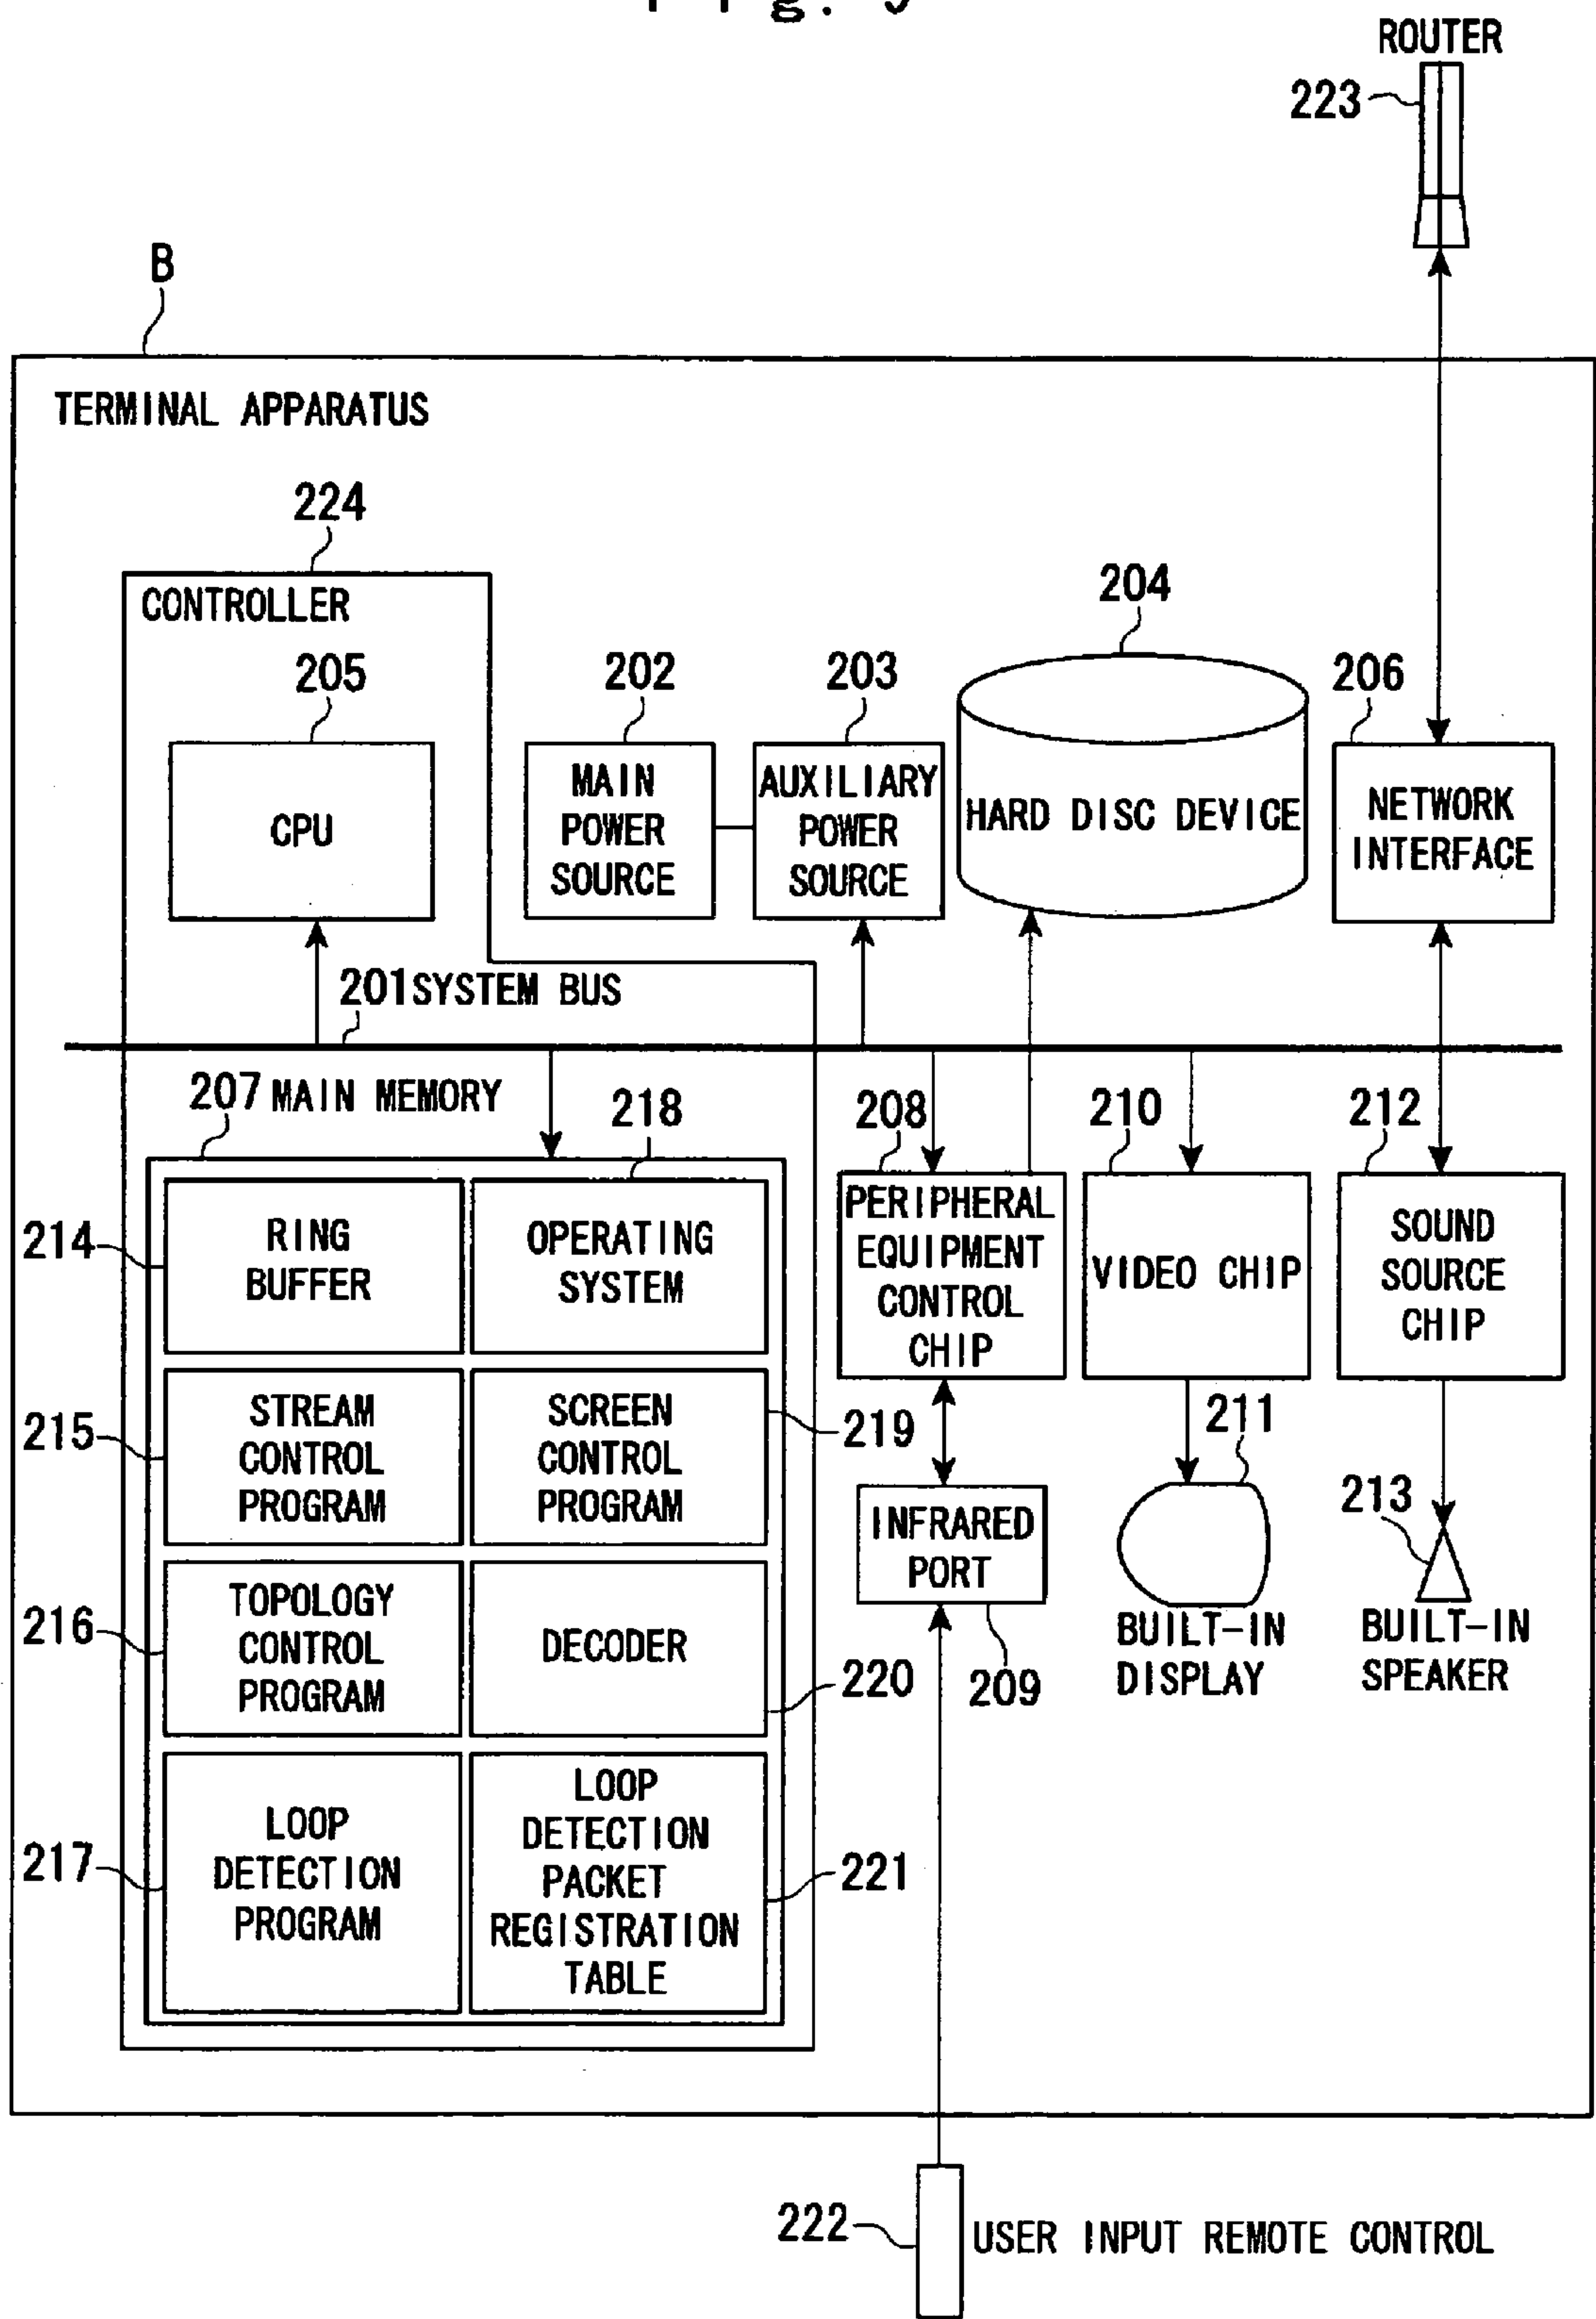 ROUTER
223
B
TERMINAL APPARATUS
224
CONTROLLER
204
205
202
203
206
CPU
MAIN
POWER
SOURCE
AUXILIARY
POWER
SOURCE
HARD DISC DEVICE
NETWORK
INTERFACE
201 SYSTEM BUS
207 MAIN MEMORY
218
208
210
212
214
RING
BUFFER
OPERATING
SYSTEM
PERIPHERAL
EQUIPMENT
CONTROL
CHIP
VIDEO CHIP
SOUND
SOURCE
CHIP
215
STREAM
CONTROL
PROGRAM
SCREEN
CONTROL
PROGRAM
219
211
213
INFRARED
PORT
209
BUILT-IN
DISPLAY
BUILT-IN
SPEAKER
216
TOPOLOGY
CONTROL
PROGRAM
DECODER
220
217
LOOP
DETECTION
PROGRAM
LOOP
DETECTION
PACKET
REGISTRATION
TABLE
221
222
USER INPUT REMOTE CONTROL